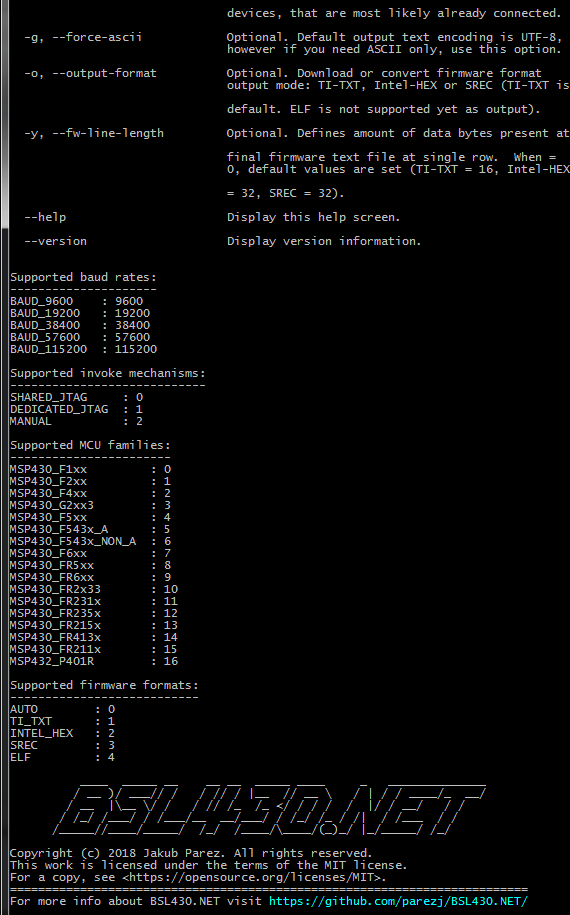 devices, that are most likely already connected.
-g, --force-ascii Optional. Default output text encoding is UTF-8,
however if you need ASCII only, use this option.
-o, --output-format Optional. Download or convert firmware format
output mode: TI-TXT, Intel-HEX or SREC (TI-TXT is
default. ELF is not supported yet as output).
-y, --fw-line-length Optional. Defines amount of data bytes present at
final firmware text file at single row. When =
0, default values are set (TI-TXT = 16, Intel-HEX
= 32, SREC = 32).
--help Display this help screen.
--version Display version information.
Supported baud rates:
---------------------
BAUD_9600 : 9600
BAUD_19200 : 19200
BAUD_38400 : 38400
BAUD_57600 : 57600
BAUD_115200 : 115200
Supported invoke mechanisms:
----------------------------
SHARED_JTAG : 0
DEDICATED_JTAG : 1
MANUAL : 2
Supported MCU families:
-----------------------
MSP430_F1xx : 0
MSP430_F2xx : 1
MSP430_F4xx : 2
MSP430_G2xx3 : 3
MSP430_F5xx : 4
MSP430_F543x_A : 5
MSP430_F543x_NON_A : 6
MSP430_F6xx : 7
MSP430_FR5xx : 8
MSP430_FR6xx : 9
MSP430_FR2x33 : 10
MSP430_FR231x : 11
MSP430_FR235x : 12
MSP430_FR215x : 13
MSP430_FR413x : 14
MSP430_FR211x : 15
MSP432_P401R : 16
Supported firmware formats:
---------------------------
AUTO : 0
TI_TXT : 1
INTEL_HEX : 2
SREC : 3
ELF : 4
BSL430.NET
Copyright (c) 2018 Jakub Parez. All rights reserved.
This work is licensed under the terms of the MIT license.
For a copy, see <https://opensource.org/licenses/MIT>.
==========================================================================
For more info about BSL430.NET visit https://github.com/parezj/BSL430.NET/